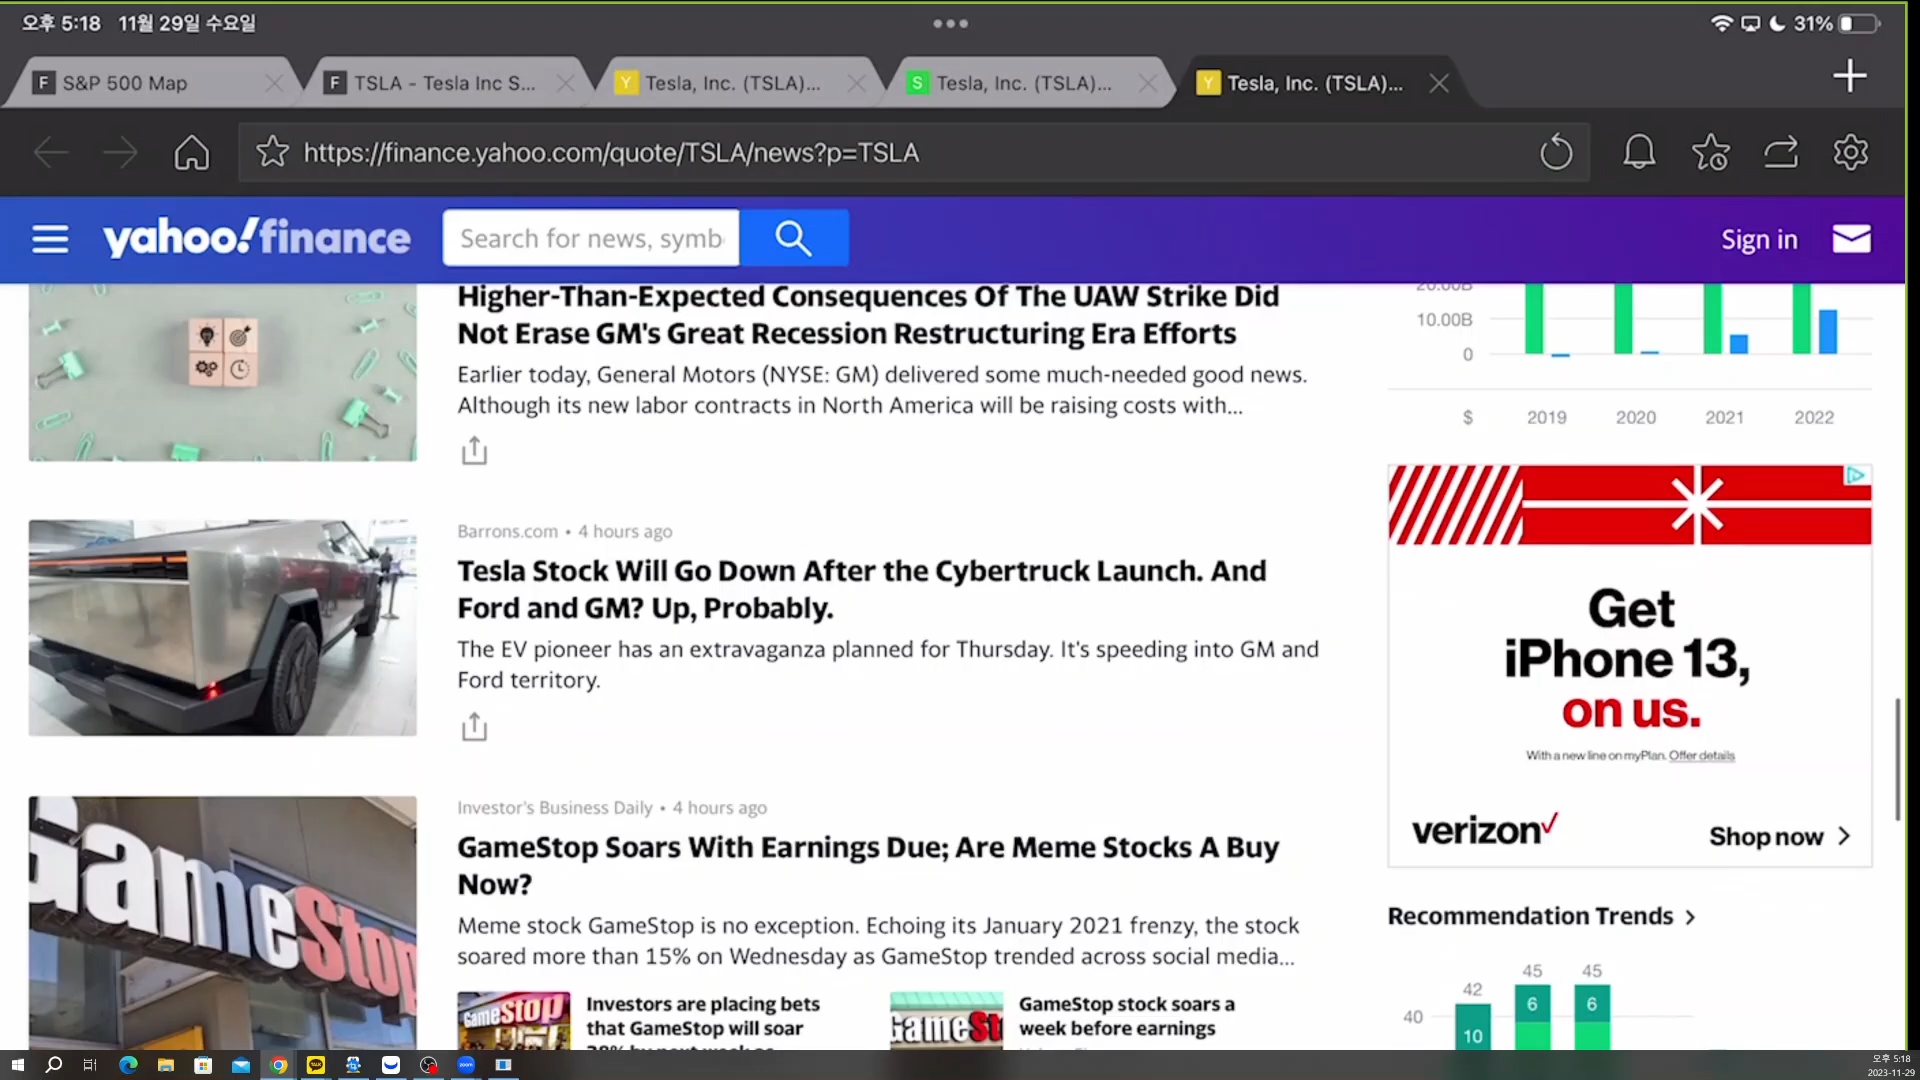 오후 5:18 11월 29일 수요일
31%
F S&P 500 Map
F TSLA - Tesla Inc S...
Y Tesla, Inc. (TSLA)...
S Tesla, Inc. (TSLA)...
Y Tesla, Inc. (TSLA)...
https://finance.yahoo.com/quote/TSLA/news?p=TSLA
yahoo!finance
Search for news, symb
Sign in
Higher-Than-Expected Consequences Of The UAW Strike Did
Not Erase GM's Great Recession Restructuring Era Efforts
Earlier today, General Motors (NYSE: GM) delivered some much-needed good news.
Although its new labor contracts in North America will be raising costs with...
20.00B
10.00B
0
$ 2019 2020 2021 2022
Barrons.com • 4 hours ago
Tesla Stock Will Go Down After the Cybertruck Launch. And
Ford and GM? Up, Probably.
The EV pioneer has an extravaganza planned for Thursday. It's speeding into GM and
Ford territory.
Get
iPhone 13,
on us.
With a new line on myPlan. Offer details
verizon
Shop now
GameStop
Investor's Business Daily • 4 hours ago
GameStop Soars With Earnings Due; Are Meme Stocks A Buy
Now?
Meme stock GameStop is no exception. Echoing its January 2021 frenzy, the stock
soared more than 15% on Wednesday as GameStop trended across social media...
GameStop
Investors are placing bets
that GameStop will soar
GameSt
GameStop stock soars a
week before earnings
Recommendation Trends
45 45
42
6 6
40
10
오후 5:18
2023-11-29